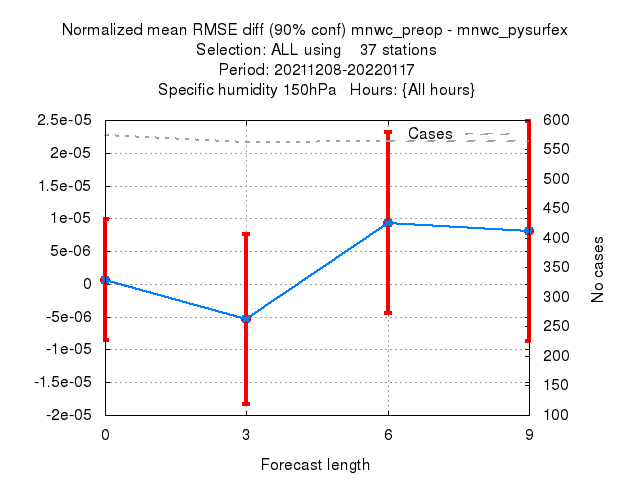 Normalized mean RMSE diff (90% conf) mnwc_preop - mnwc_pysurfex
Selection: ALL using    37 stations
Period: 20211208-20220117
Specific humidity 150hPa   Hours: {All hours}
2.5e-05
2e-05
1.5e-05
1e-05
5e-06
0
-5e-06
-1e-05
-1.5e-05
-2e-05
Cases
600
550
500
450
400
350
300
250
200
150
100
No cases
0 3 6 9
Forecast length